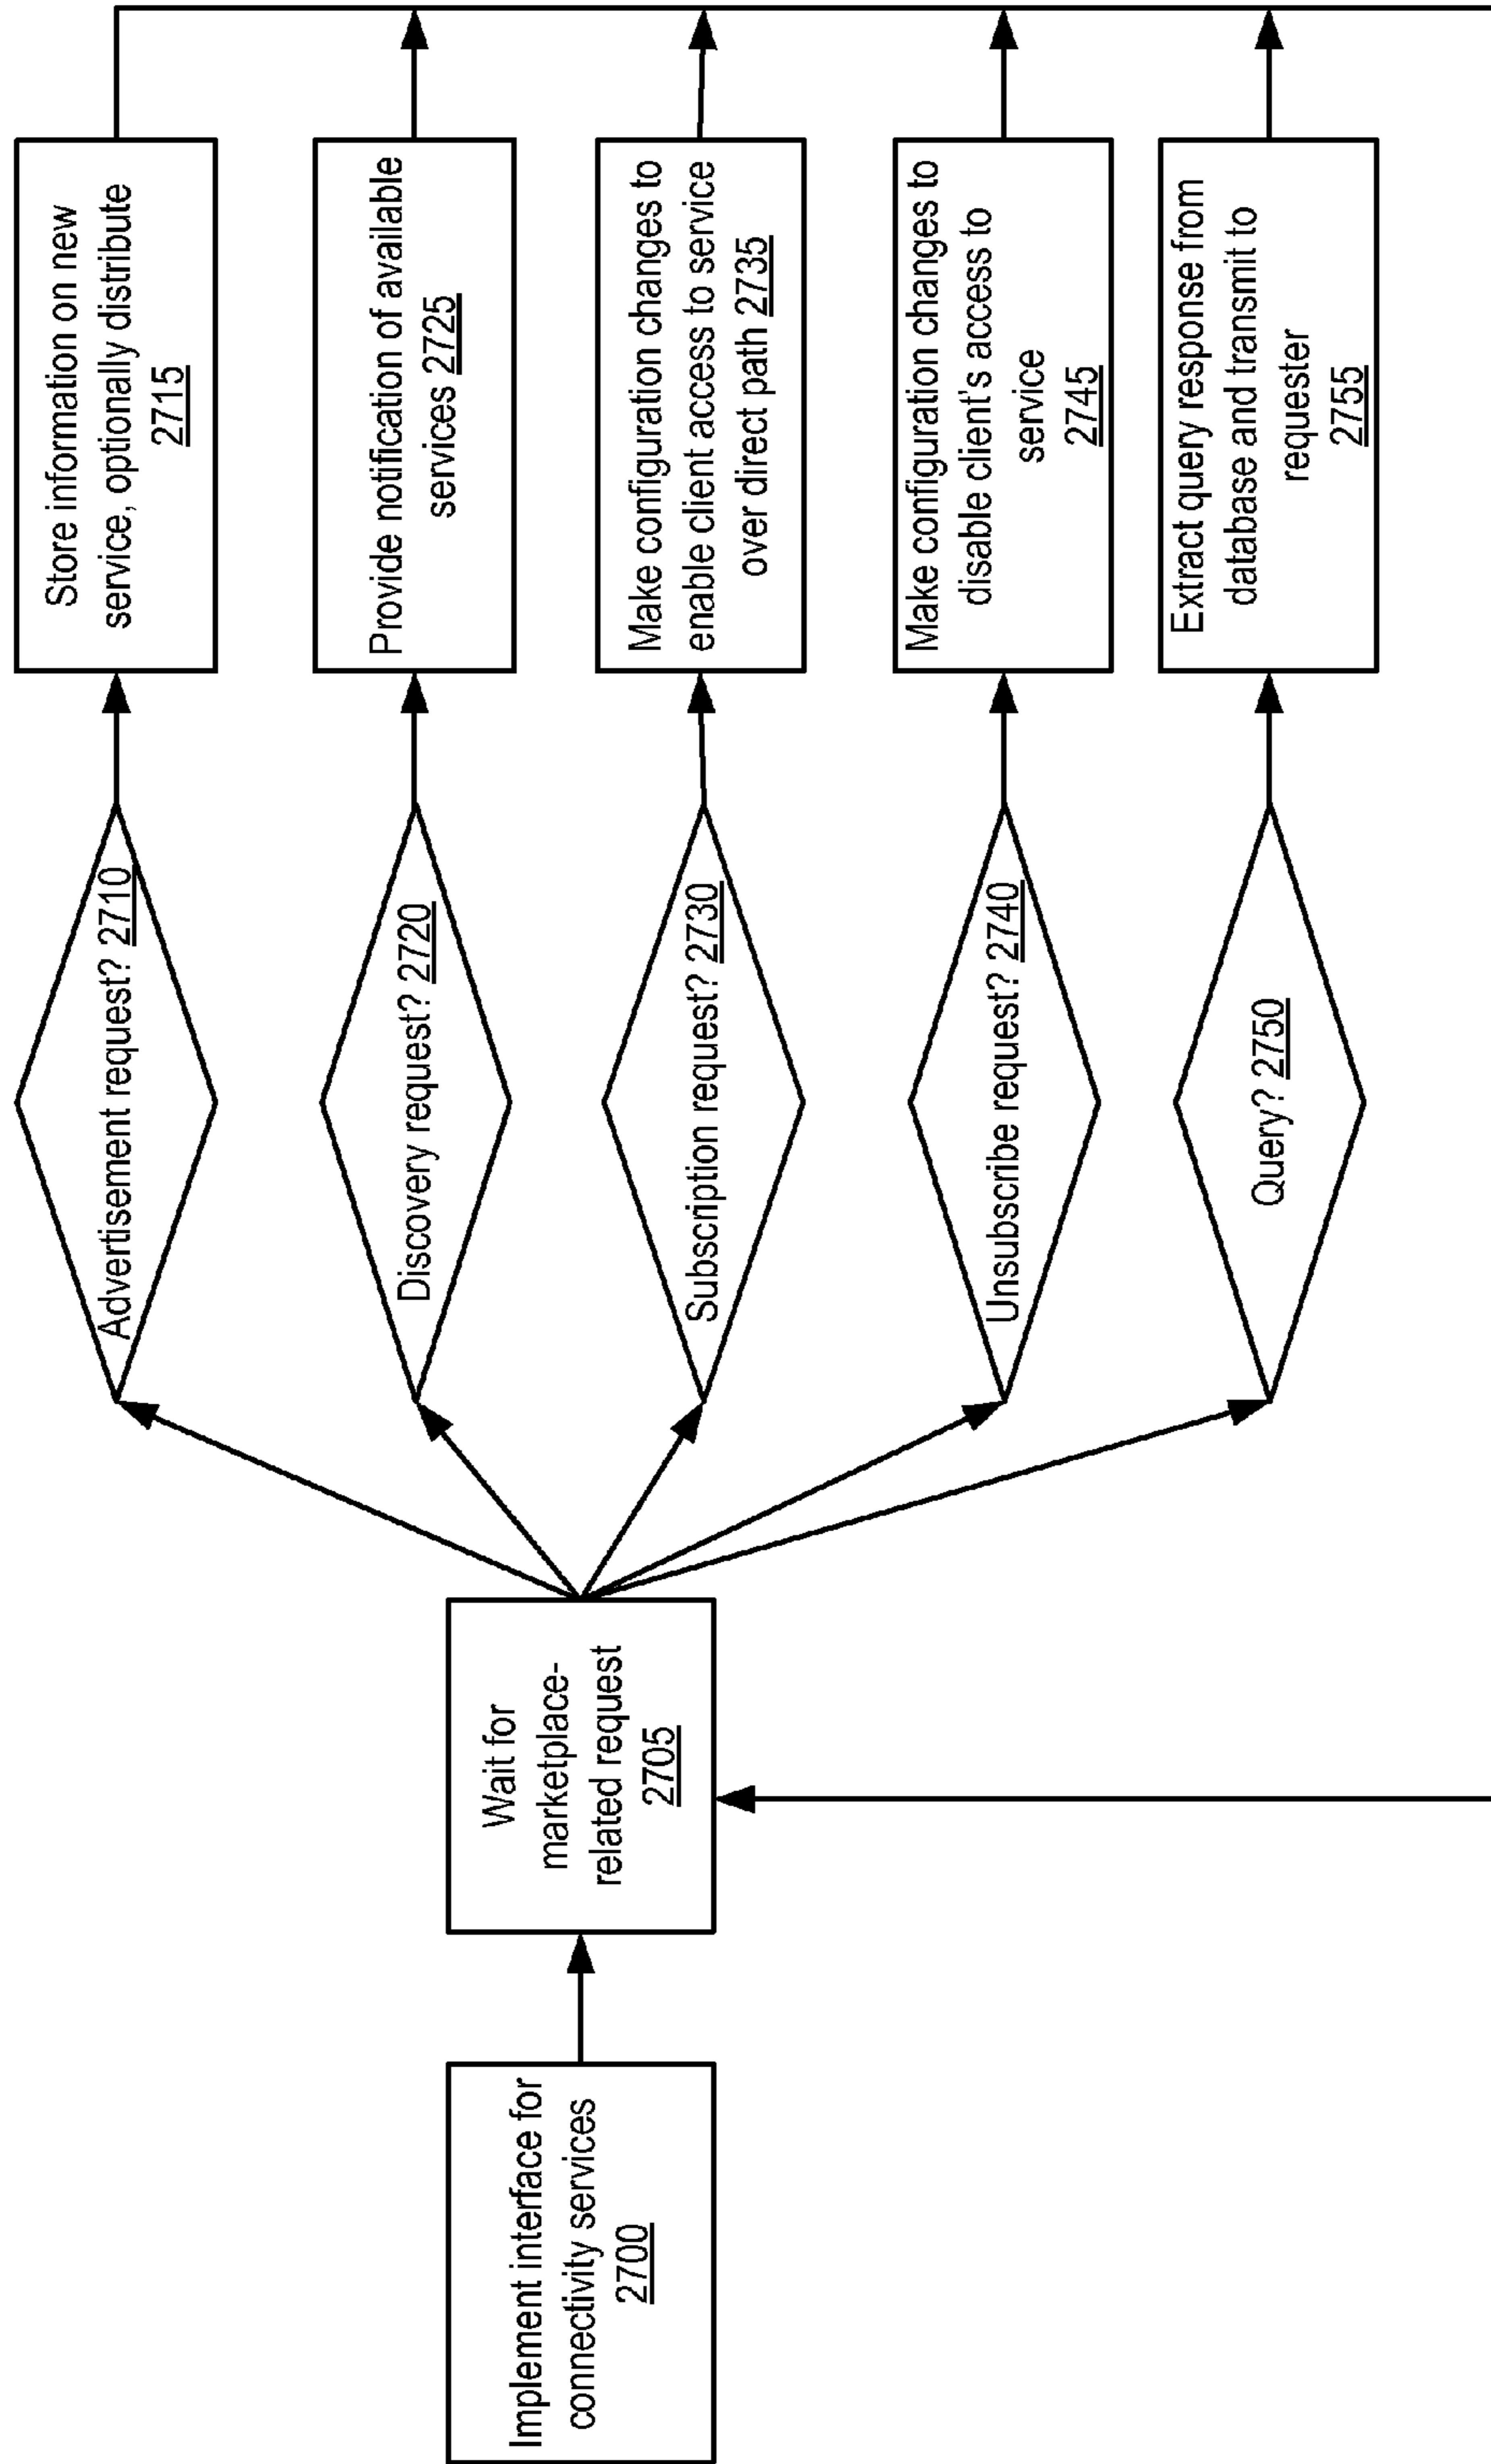 Implement interface for
connectivity services
2700
Wait for
marketplace-
related request
2705
Advertisement request? 2710
Store information on new
service, optionally distribute
2715
Discovery request? 2720
Provide notification of available
services 2725
Subscription request? 2730
Make configuration changes to
enable client access to service
over direct path 2735
Unsubscribe request? 2740
Make configuration changes to
disable client's access to
service
2745
Query? 2750
Extract query response from
database and transmit to
requester
2755